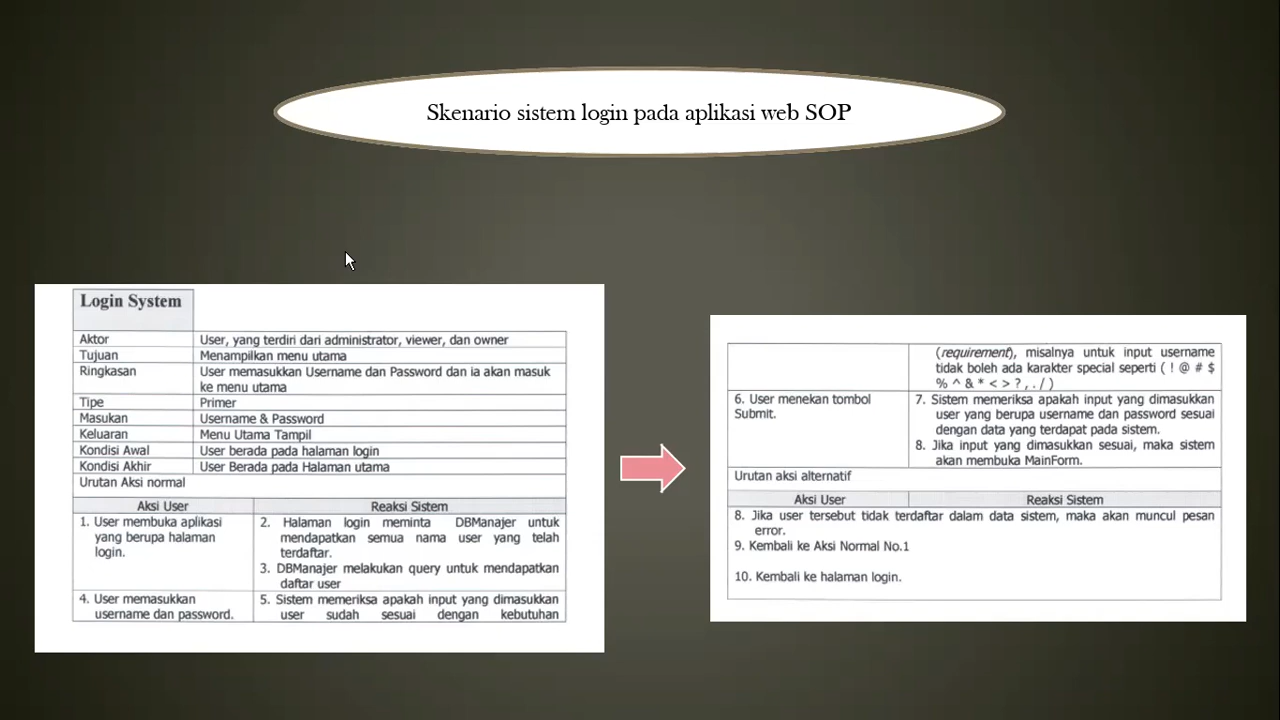 Skenario sistem login pada aplikasi web SOP
Login System
Aktor User, yang terdiri dari administrator, viewer, dan owner
Tujuan Menampilkan menu utama
Ringkasan User memasukkan Username dan Password dan ia akan masuk
ke menu utama
Tipe Primer
Masukan Username & Password
Keluaran Menu Utama Tampil
Kondisi Awal User berada pada halaman login
Kondisi Akhir User Berada pada Halaman utama
Urutan Aksi normal
Aksi User Reaksi Sistem
1. User membuka aplikasi
yang berupa halaman
login.
2. Halaman login meminta DBManajer untuk
mendapatkan semua nama user yang telah
terdaftar.
3. DBManajer melakukan query untuk mendapatkan
daftar user
4. User memasukkan
username dan password.
5. Sistem memeriksa apakah input yang dimasukkan
user sudah sesuai dengan kebutuhan
(requirement), misalnya untuk input username
tidak boleh ada karakter special seperti ( ! @ # $
% ^ & * < > ? , . / )
6. User menekan tombol
Submit.
7. Sistem memeriksa apakah input yang dimasukkan
user yang berupa username dan password sesuai
dengan data yang terdapat pada sistem.
8. Jika input yang dimasukkan sesuai, maka sistem
akan membuka MainForm.
Urutan aksi alternatif
Aksi User Reaksi Sistem
8. Jika user tersebut tidak terdaftar dalam data sistem, maka akan muncul pesan
error.
9. Kembali ke Aksi Normal No.1
10. Kembali ke halaman login.